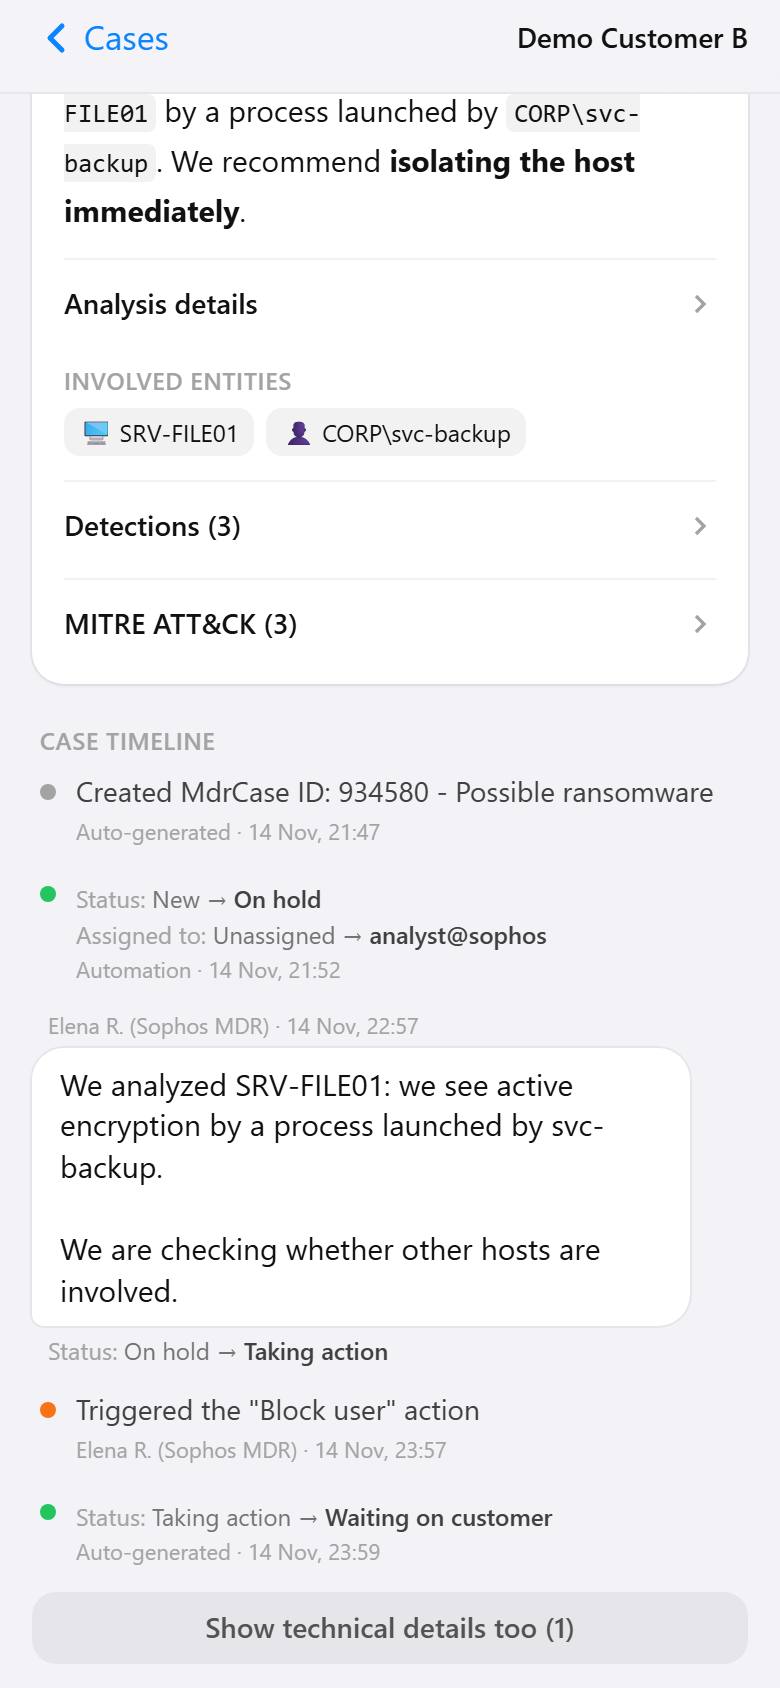 Cases
Demo Customer B
FILE01 by a process launched by CORP\svc-
backup. We recommend isolating the host
immediately.
Analysis details
INVOLVED ENTITIES
SRV-FILE01
CORP\svc-backup
Detections (3)
MITRE ATT&CK (3)
CASE TIMELINE
Created MdrCase ID: 934580 - Possible ransomware
Auto-generated · 14 Nov, 21:47
Status: New → On hold
Assigned to: Unassigned → analyst@sophos
Automation · 14 Nov, 21:52
Elena R. (Sophos MDR) · 14 Nov, 22:57
We analyzed SRV-FILE01: we see active
encryption by a process launched by svc-
backup.
We are checking whether other hosts are
involved.
Status: On hold → Taking action
Triggered the "Block user" action
Elena R. (Sophos MDR) · 14 Nov, 23:57
Status: Taking action → Waiting on customer
Auto-generated · 14 Nov, 23:59
Show technical details too (1)